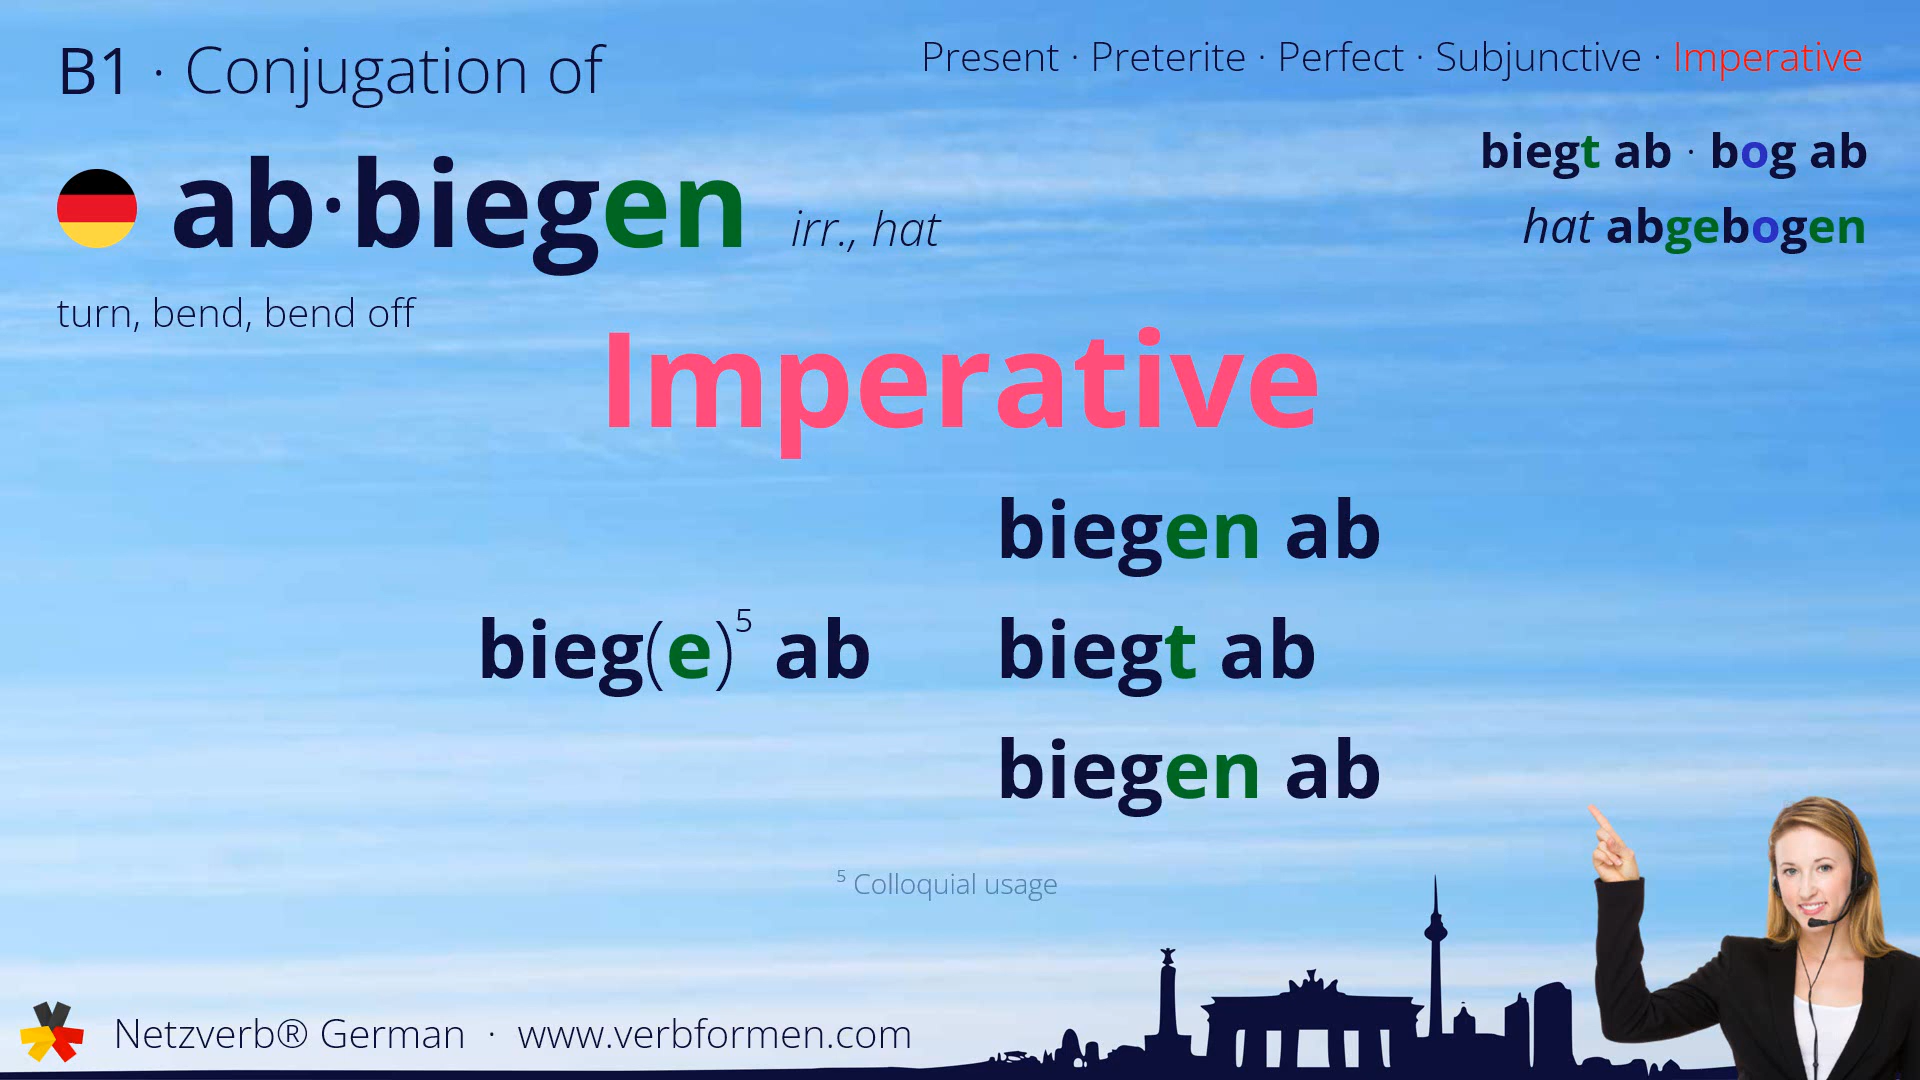 B1 · Conjugation of
Present · Preterite · Perfect · Subjunctive · Imperative
ab·biegen irr., hat
biegt ab · bog ab
hat abgebogen
turn, bend, bend off
Imperative
biegen ab
bieg(e)⁵ ab biegt ab
biegen ab
⁵ Colloquial usage
Netzverb® German · www.verbformen.com